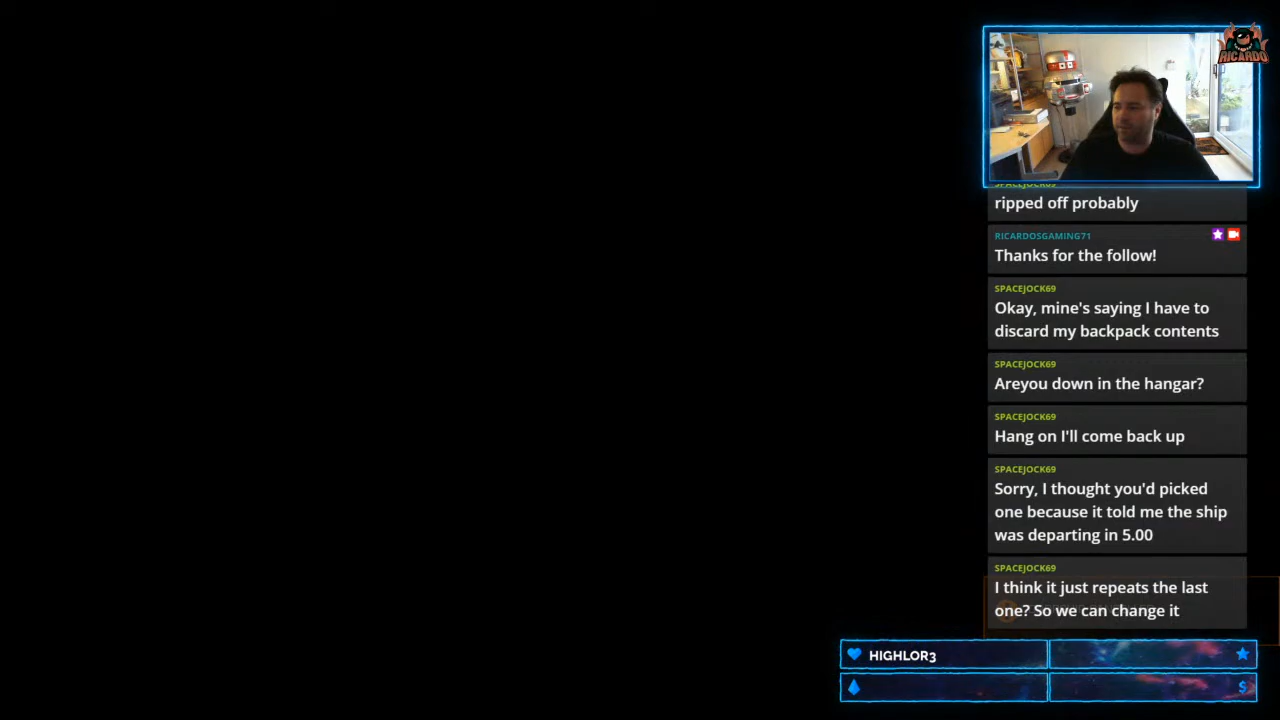 RICARDO
SPACEJOCK69
ripped off probably
RICARDOSGAMING71
Thanks for the follow!
SPACEJOCK69
Okay, mine's saying I have to
discard my backpack contents
SPACEJOCK69
Areyou down in the hangar?
SPACEJOCK69
Hang on I'll come back up
SPACEJOCK69
Sorry, I thought you'd picked
one because it told me the ship
was departing in 5.00
SPACEJOCK69
I think it just repeats the last
one? So we can change it
HIGHLOR3
$